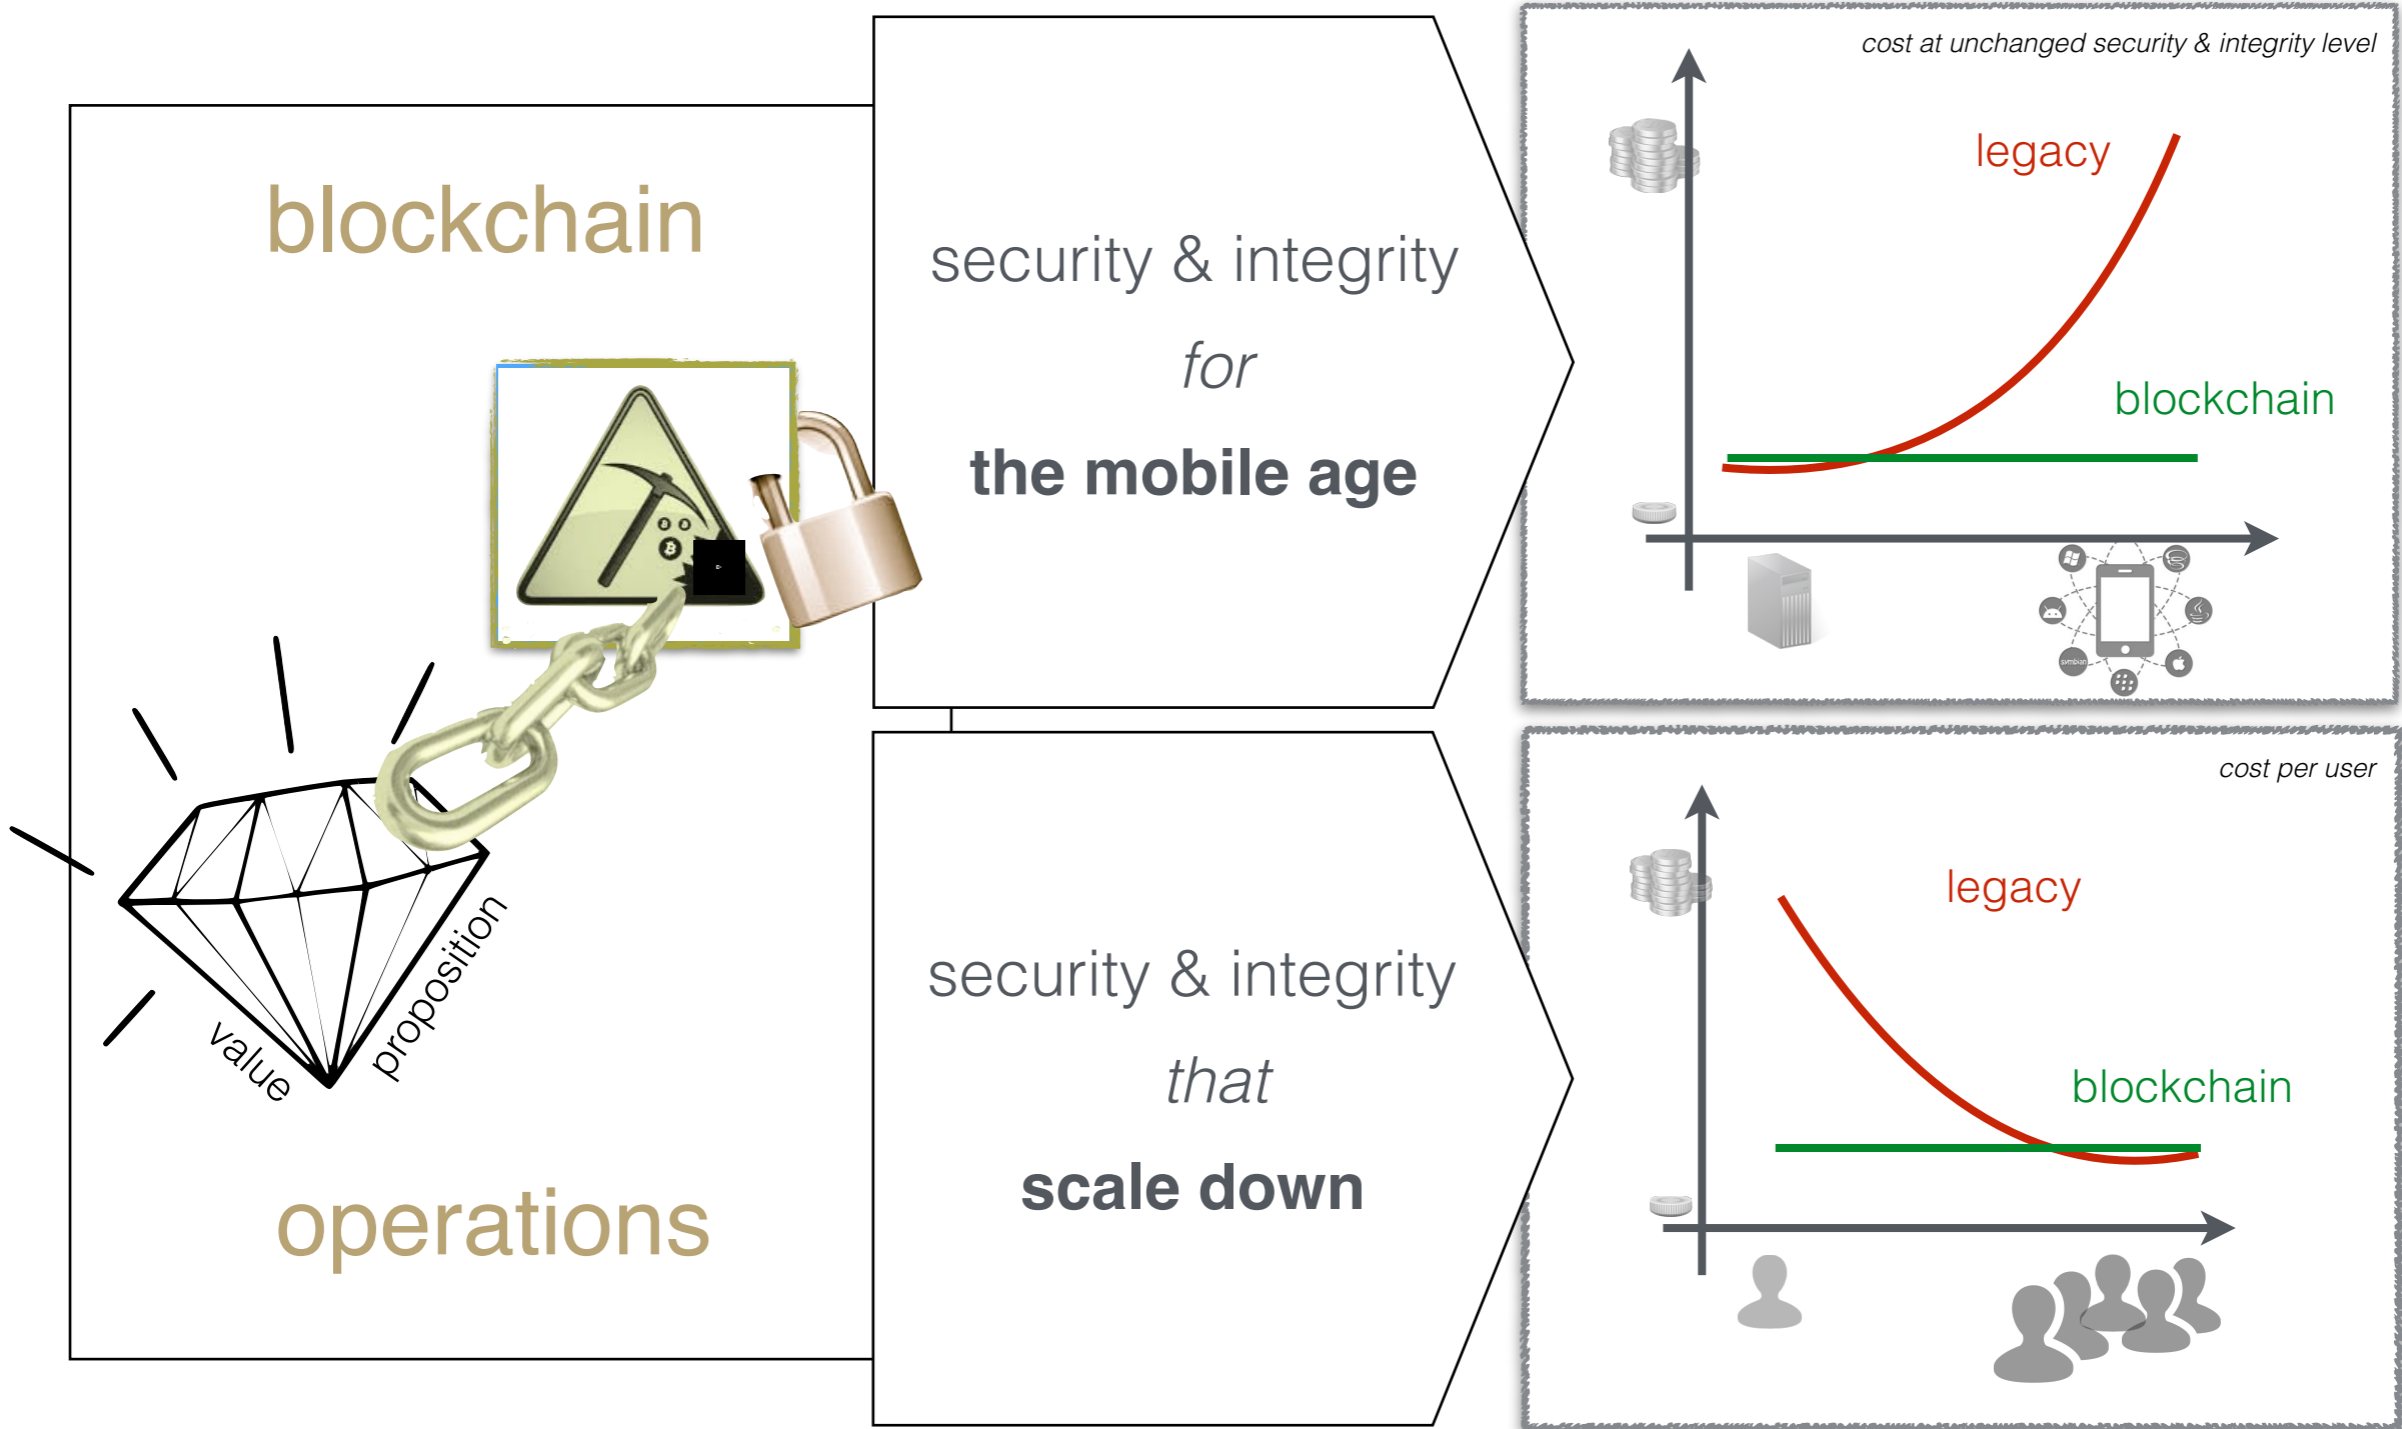 blockchain
value
proposition
operations
security & integrity
for
the mobile age
security & integrity
that
scale down
cost at unchanged security & integrity level
legacy
blockchain
symbian
cost per user
legacy
blockchain